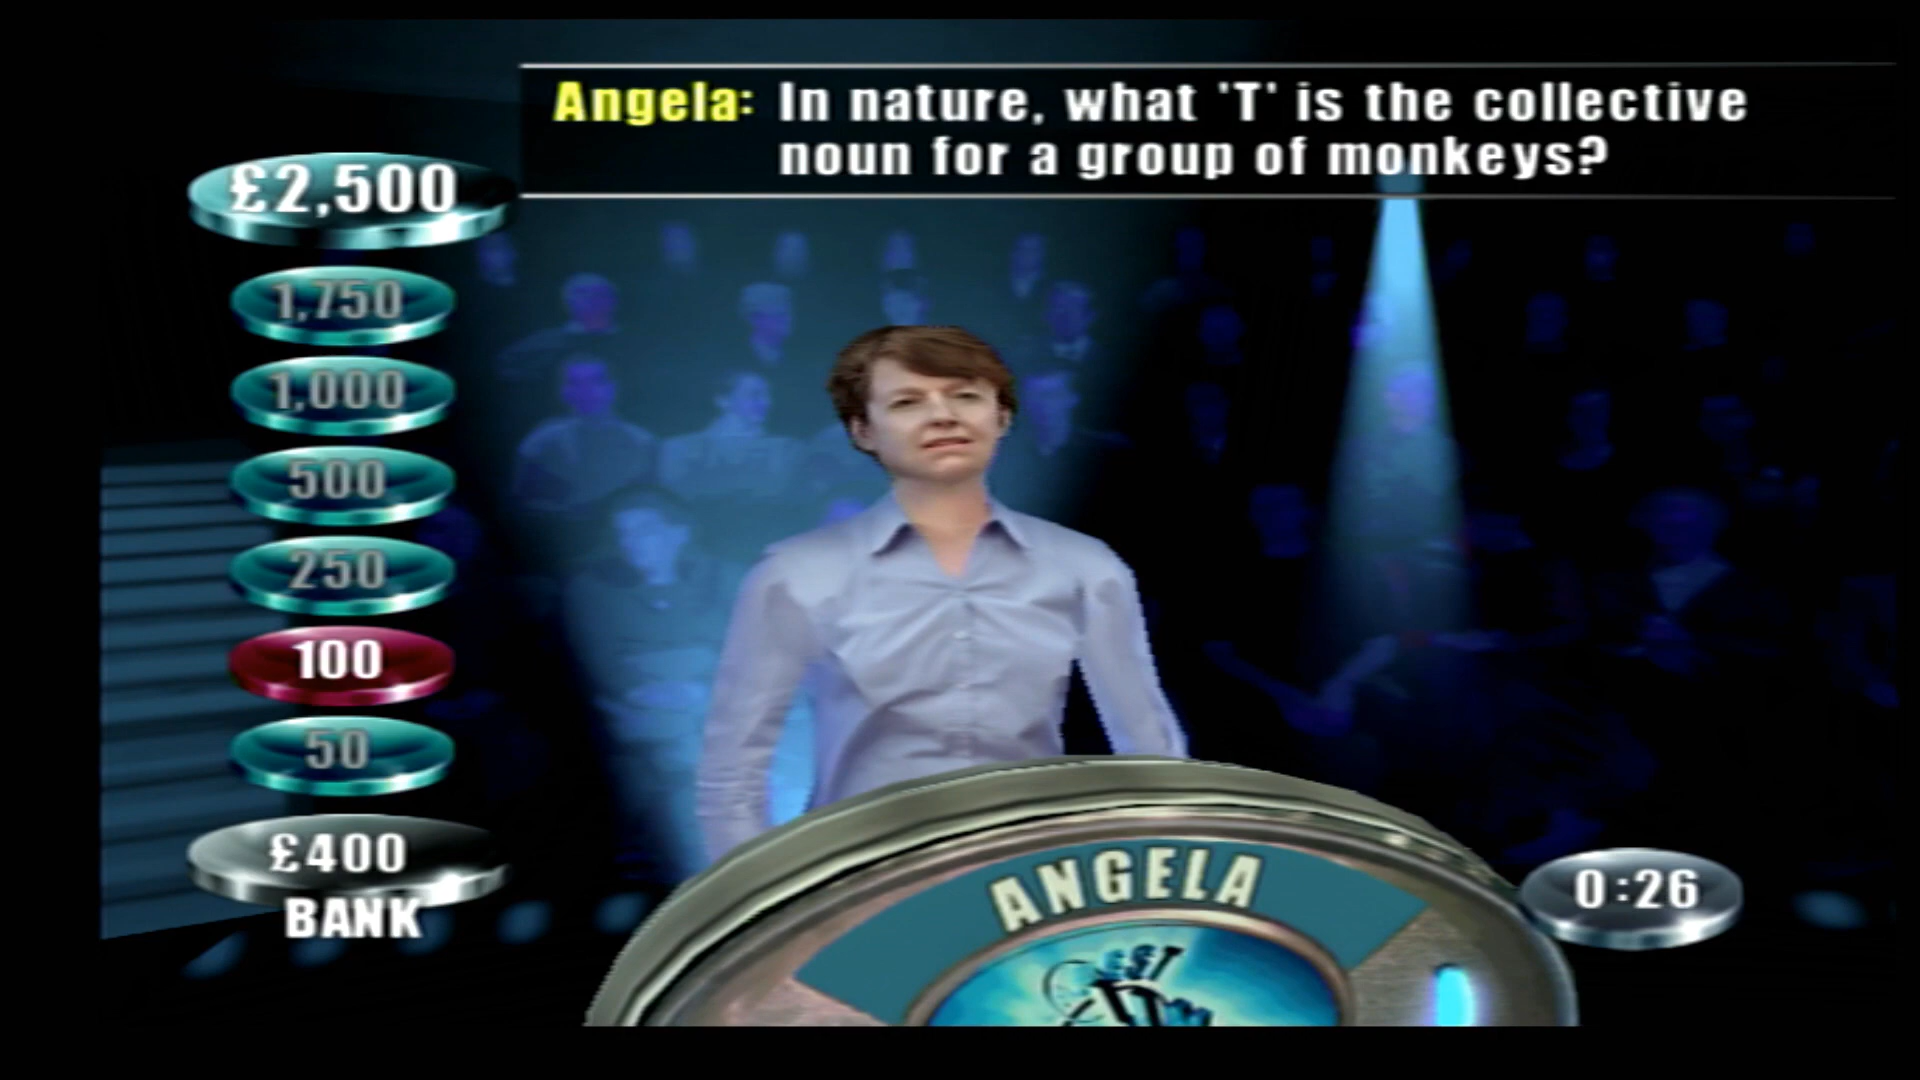 Angela: In nature, what 'T' is the collective
noun for a group of monkeys?
£2,500
1,750
1,000
500
250
100
50
£400
BANK
ANGELA
0:26